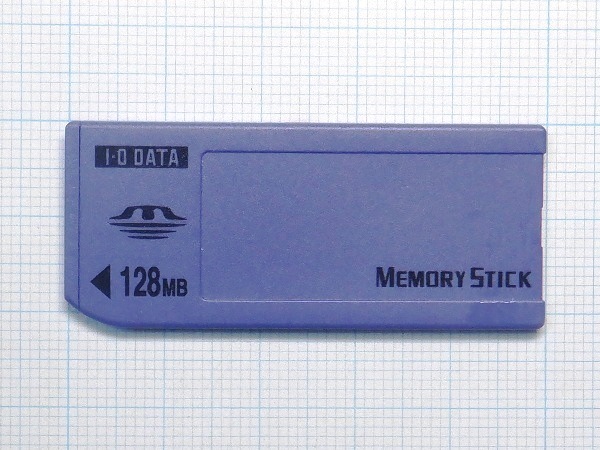 I·O DATA
128MB
MEMORY STICK